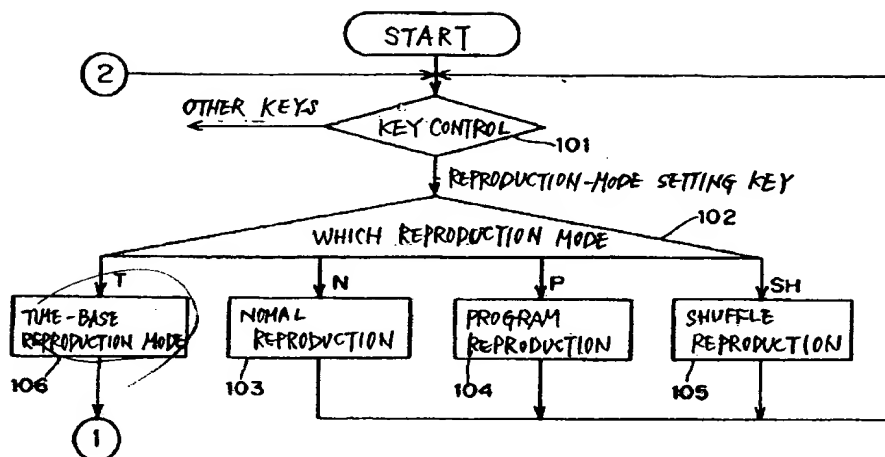 START
2
OTHER KEYS
KEY CONTROL
101
REPRODUCTION-MODE SETTING KEY
102
WHICH REPRODUCTION MODE
T
N
P
SH
TIME-BASE
REPRODUCTION MODE
106
NOMAL
REPRODUCTION
103
PROGRAM
REPRODUCTION
104
SHUFFLE
REPRODUCTION
105
1